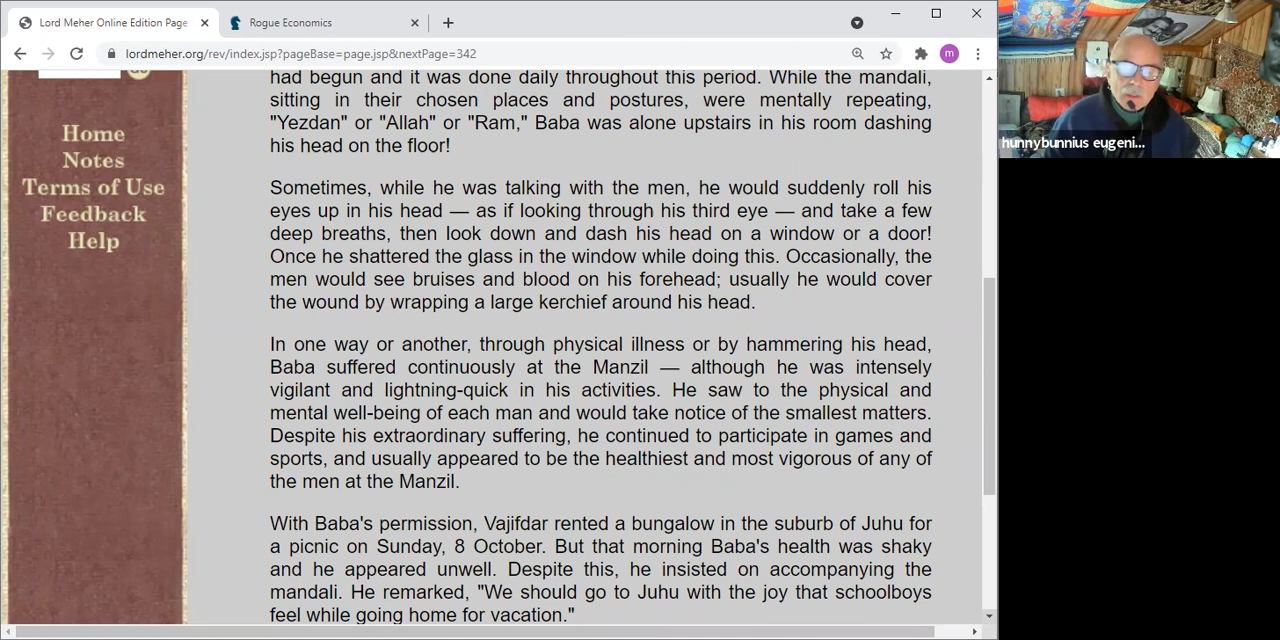 Lord Meher Online Edition Page
Rogue Economics
lordmeher.org/rev/index.jsp?pageBase=page.jsp&nextPage=342
m
Home
Notes
Terms of Use
Feedback
Help
had begun and it was done daily throughout this period. While the mandali,
sitting in their chosen places and postures, were mentally repeating,
"Yezdan" or "Allah" or "Ram," Baba was alone upstairs in his room dashing
his head on the floor!
Sometimes, while he was talking with the men, he would suddenly roll his
eyes up in his head — as if looking through his third eye — and take a few
deep breaths, then look down and dash his head on a window or a door!
Once he shattered the glass in the window while doing this. Occasionally, the
men would see bruises and blood on his forehead; usually he would cover
the wound by wrapping a large kerchief around his head.
In one way or another, through physical illness or by hammering his head,
Baba suffered continuously at the Manzil — although he was intensely
vigilant and lightning-quick in his activities. He saw to the physical and
mental well-being of each man and would take notice of the smallest matters.
Despite his extraordinary suffering, he continued to participate in games and
sports, and usually appeared to be the healthiest and most vigorous of any of
the men at the Manzil.
With Baba's permission, Vajifdar rented a bungalow in the suburb of Juhu for
a picnic on Sunday, 8 October. But that morning Baba's health was shaky
and he appeared unwell. Despite this, he insisted on accompanying the
mandali. He remarked, "We should go to Juhu with the joy that schoolboys
feel while going home for vacation."
hunnybunnius eugeni...